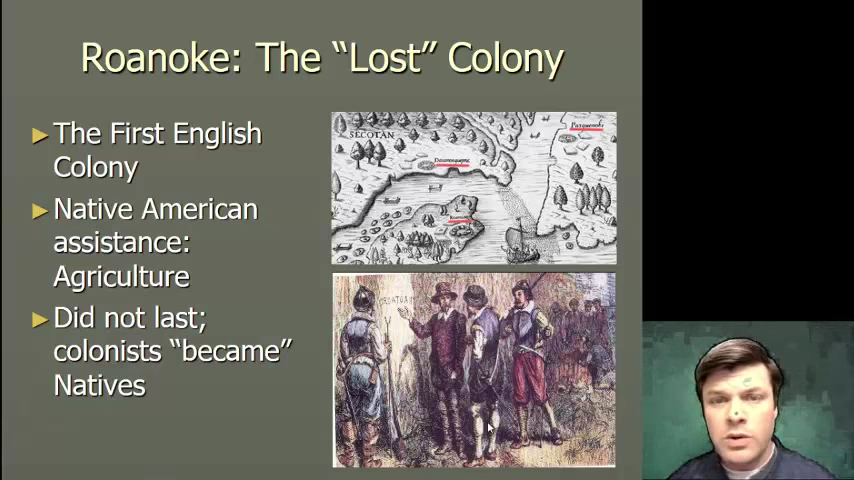 Roanoke: The “Lost” Colony
The First English
Colony
Native American
assistance:
Agriculture
Did not last;
colonists “became”
Natives
SECOTAN